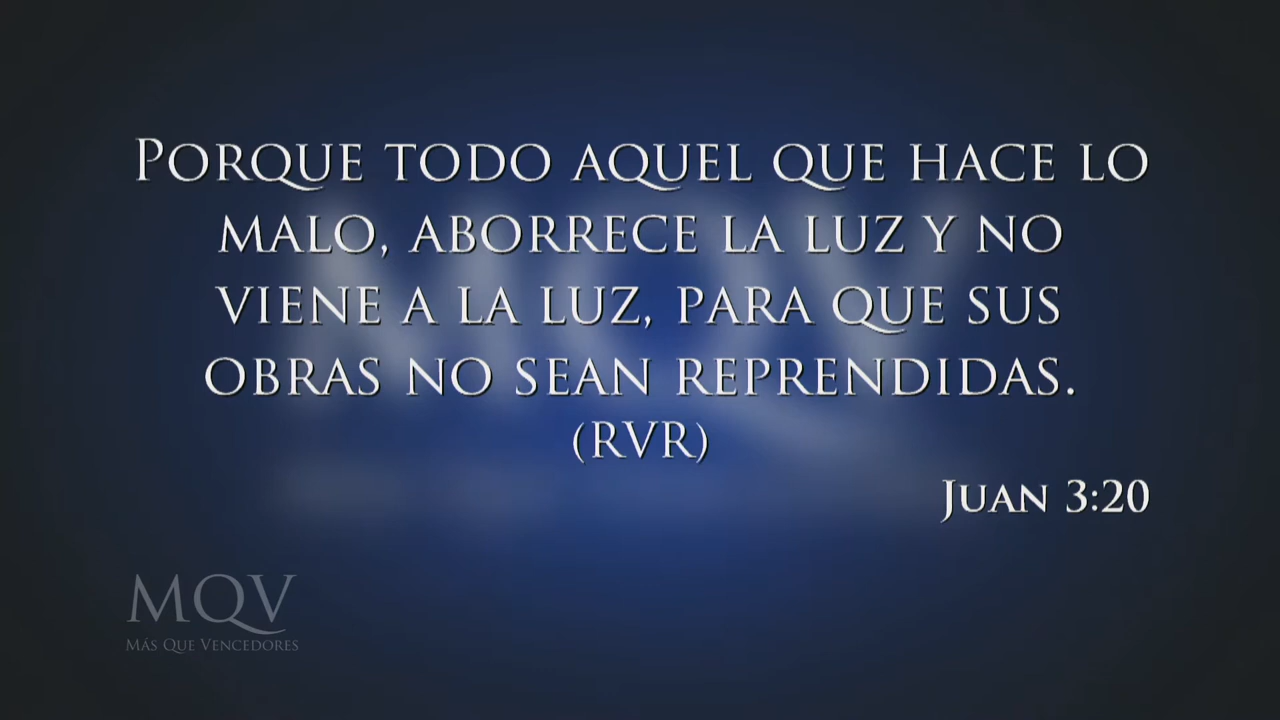 Porque todo aquel que hace lo
malo, aborrece la luz y no
viene a la luz, para que sus
obras no sean reprendidas.
(RVR)
Juan 3:20
MQV
Más Que Vencedores